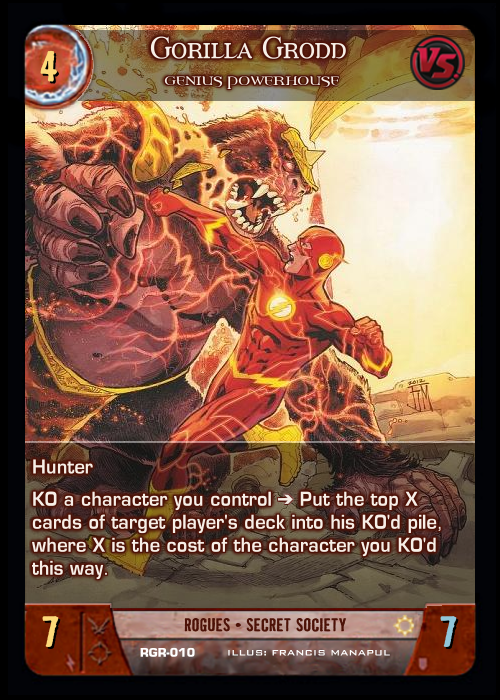 4
GORILLA GRODD
GENIUS POWERHOUSE
VS
2012
FM
Hunter
KO a character you control → Put the top X
cards of target player's deck into his KO'd pile,
where X is the cost of the character you KO'd
this way.
7
ROGUES • SECRET SOCIETY
7
RGR-010 ILLUS: FRANCIS MANAPUL